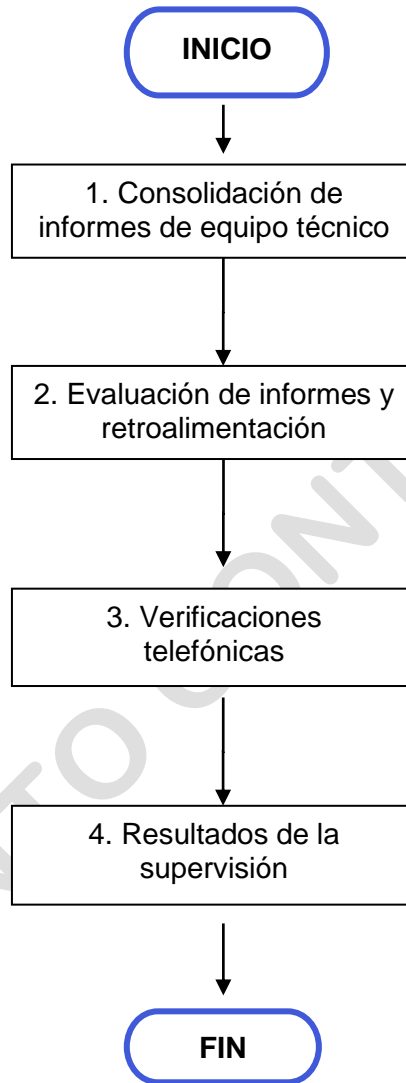 INICIO
1. Consolidación de
informes de equipo técnico
2. Evaluación de informes y
retroalimentación
3. Verificaciones
telefónicas
4. Resultados de la
supervisión
FIN